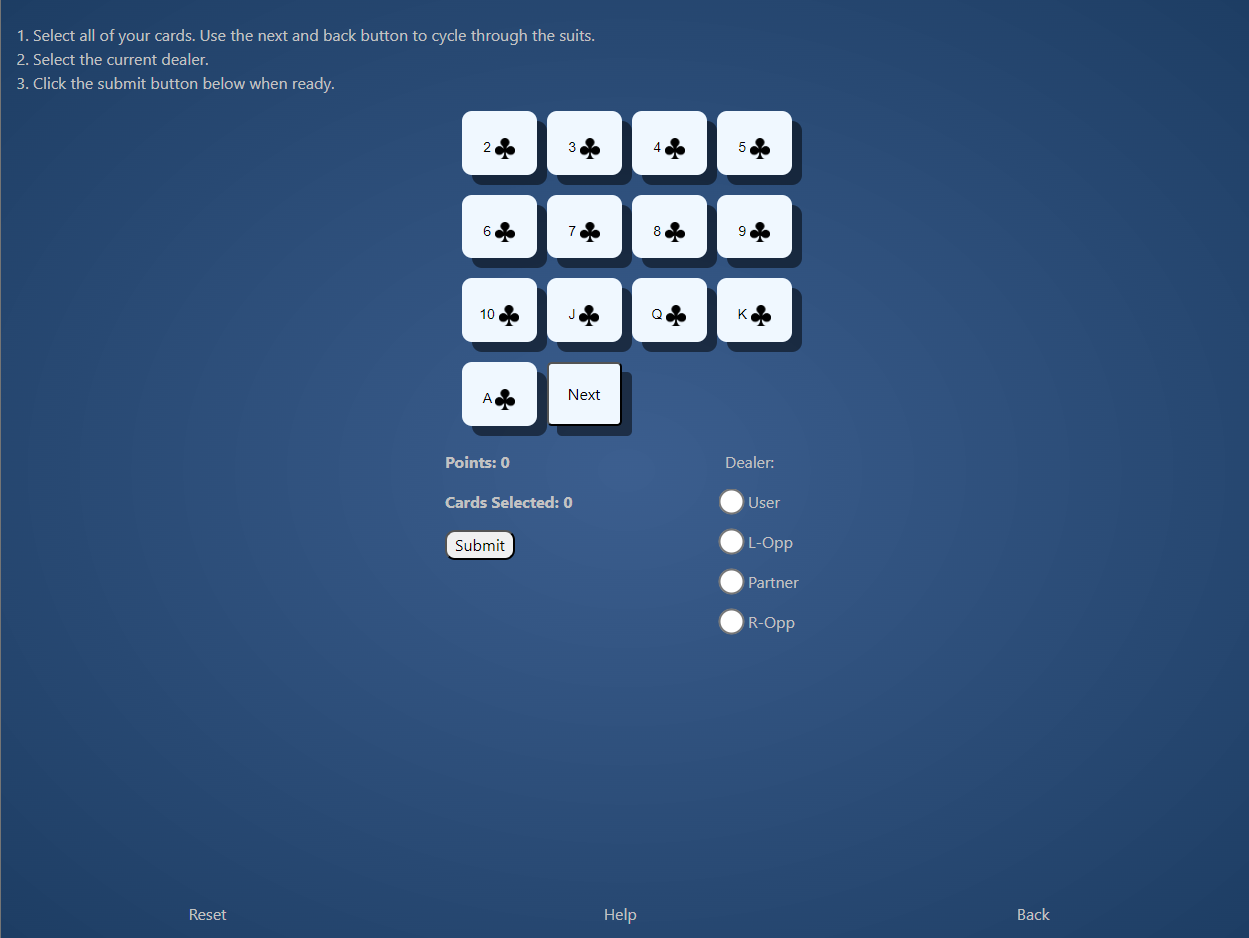 1. Select all of your cards. Use the next and back button to cycle through the suits.
2. Select the current dealer.
3. Click the submit button below when ready.
2♣ 3♣ 4♣ 5♣
6♣ 7♣ 8♣ 9♣
10♣ J♣ Q♣ K♣
A♣ Next
Points: 0 Dealer:
Cards Selected: 0 User
Submit L-Opp
Partner
R-Opp
Reset Help Back